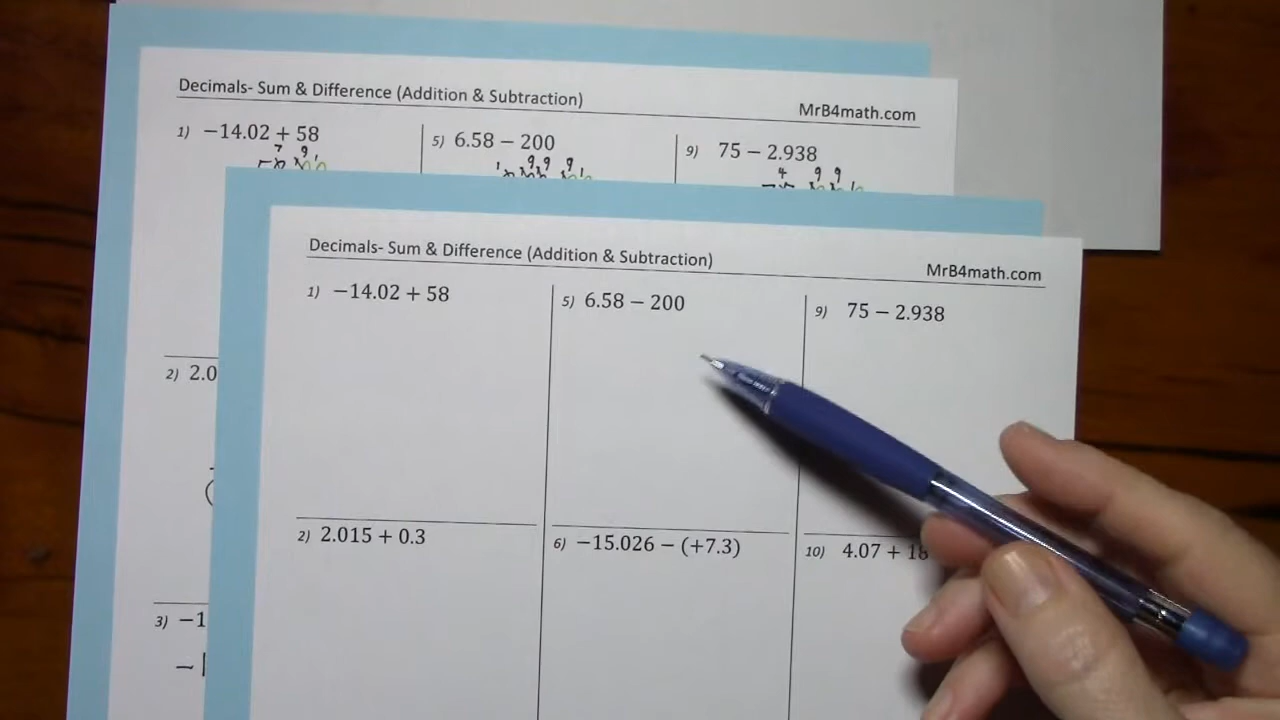 Decimals- Sum & Difference (Addition & Subtraction)
MrB4math.com
1) −14.02 + 58
5) 6.58 − 200
9) 75 − 2.938
2) 2.0
3) −1
Decimals- Sum & Difference (Addition & Subtraction)
MrB4math.com
1) −14.02 + 58
5) 6.58 − 200
9) 75 − 2.938
2) 2.015 + 0.3
6) −15.026 − (+7.3)
10) 4.07 + 18